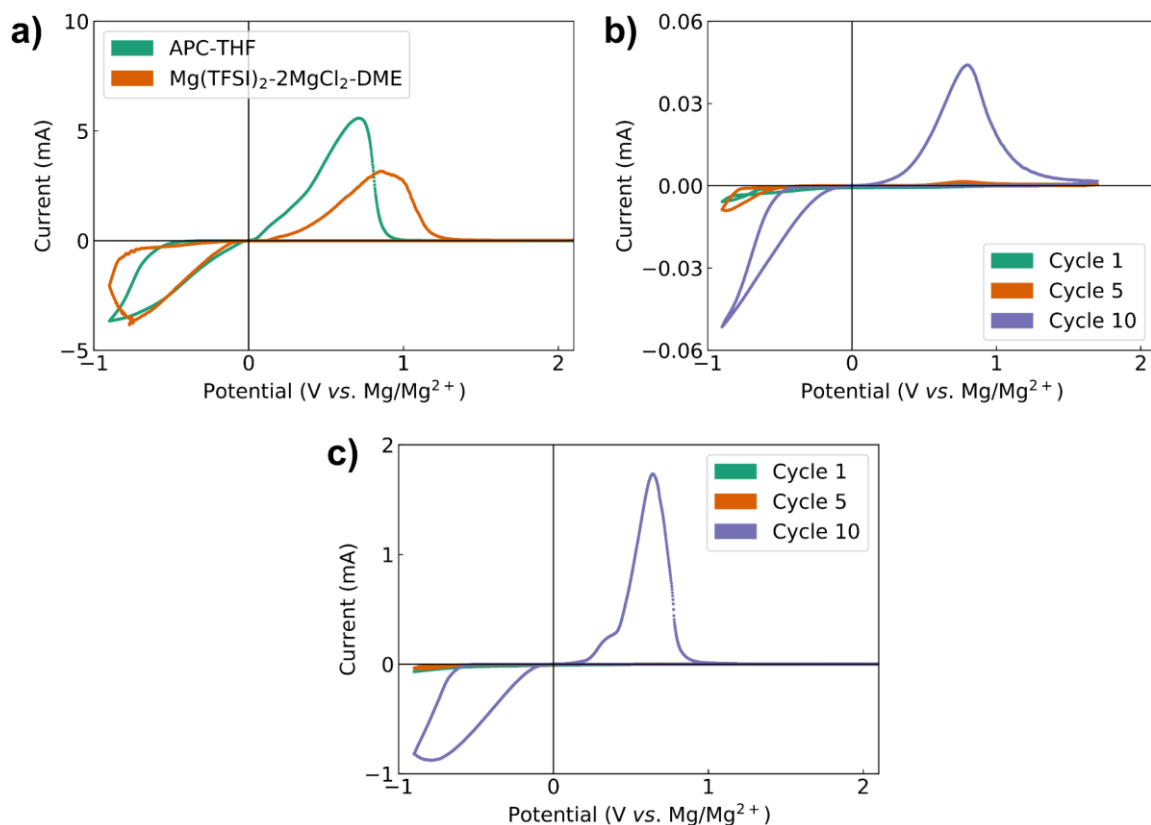 a)
10
5
0
−5
Current (mA)
APC-THF
Mg(TFSI)₂-2MgCl₂-DME
−1 0 1 2
Potential (V vs. Mg/Mg²⁺)
b)
0.06
0.03
0.00
−0.03
−0.06
Current (mA)
Cycle 1
Cycle 5
Cycle 10
−1 0 1 2
Potential (V vs. Mg/Mg²⁺)
c)
2
1
0
−1
Current (mA)
Cycle 1
Cycle 5
Cycle 10
−1 0 1 2
Potential (V vs. Mg/Mg²⁺)